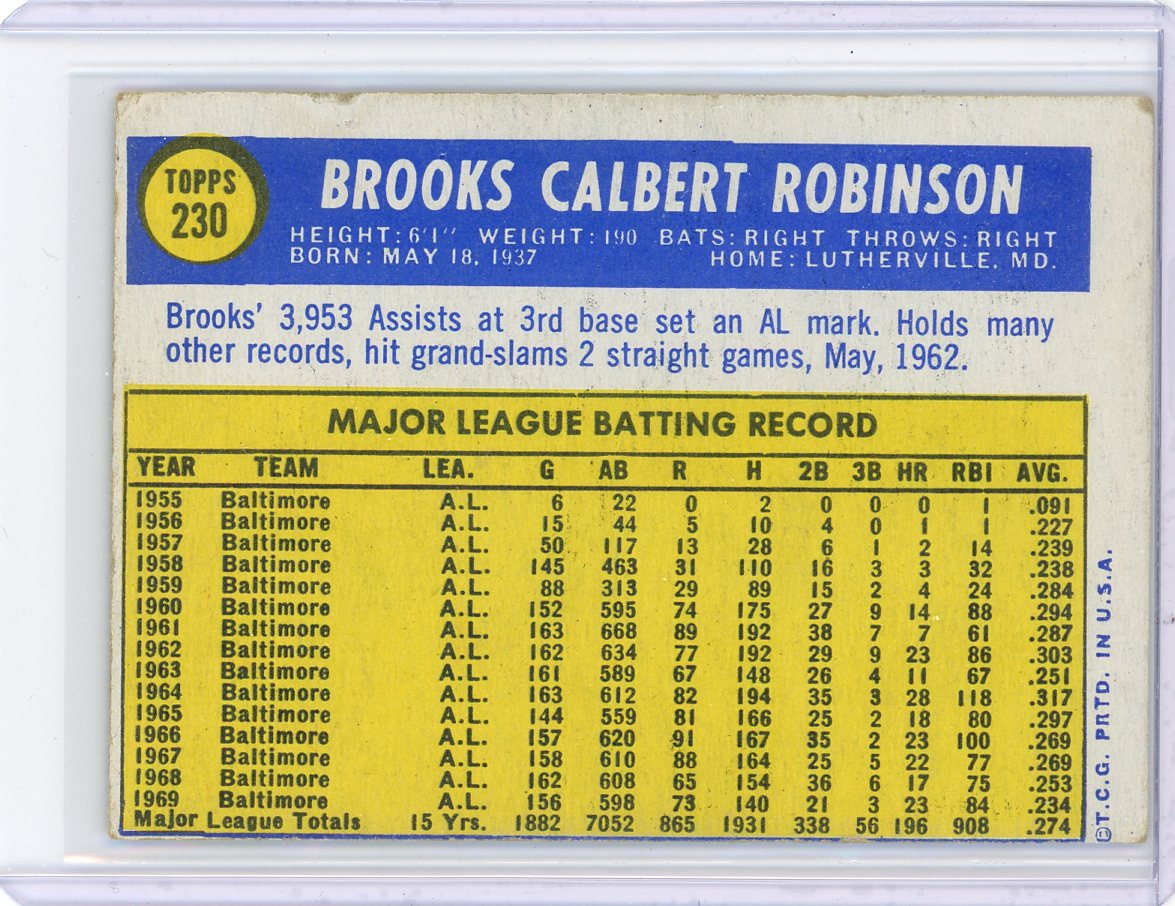 TOPPS
230
BROOKS CALBERT ROBINSON
HEIGHT: 6'1" WEIGHT: 190 BATS: RIGHT THROWS: RIGHT
BORN: MAY 18, 1937 HOME: LUTHERVILLE, MD.
Brooks' 3,953 Assists at 3rd base set an AL mark. Holds many
other records, hit grand-slams 2 straight games, May, 1962.
MAJOR LEAGUE BATTING RECORD
YEAR TEAM LEA. G AB R H 2B 3B HR RBI AVG.
1955 Baltimore A.L. 6 22 0 2 0 0 0 1 .091
1956 Baltimore A.L. 15 44 5 10 4 0 1 1 .227
1957 Baltimore A.L. 50 117 13 28 6 1 2 14 .239
1958 Baltimore A.L. 145 463 31 110 16 3 3 32 .238
1959 Baltimore A.L. 88 313 29 89 15 2 4 24 .284
1960 Baltimore A.L. 152 595 74 175 27 9 14 88 .294
1961 Baltimore A.L. 163 668 89 192 38 7 7 61 .287
1962 Baltimore A.L. 162 634 77 192 29 9 23 86 .303
1963 Baltimore A.L. 161 589 67 148 26 4 11 67 .251
1964 Baltimore A.L. 163 612 82 194 35 3 28 118 .317
1965 Baltimore A.L. 144 559 81 166 25 2 18 80 .297
1966 Baltimore A.L. 157 620 91 167 35 2 23 100 .269
1967 Baltimore A.L. 158 610 88 164 25 5 22 77 .269
1968 Baltimore A.L. 162 608 65 154 36 6 17 75 .253
1969 Baltimore A.L. 156 598 73 140 21 3 23 84 .234
Major League Totals 15 Yrs. 1882 7052 865 1931 338 56 196 908 .274
©T.C.G. PRTD. IN U.S.A.